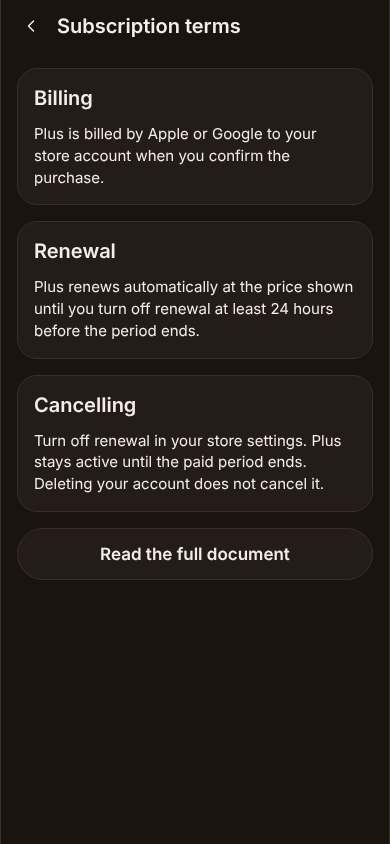 Subscription terms
Billing
Plus is billed by Apple or Google to your
store account when you confirm the
purchase.
Renewal
Plus renews automatically at the price shown
until you turn off renewal at least 24 hours
before the period ends.
Cancelling
Turn off renewal in your store settings. Plus
stays active until the paid period ends.
Deleting your account does not cancel it.
Read the full document